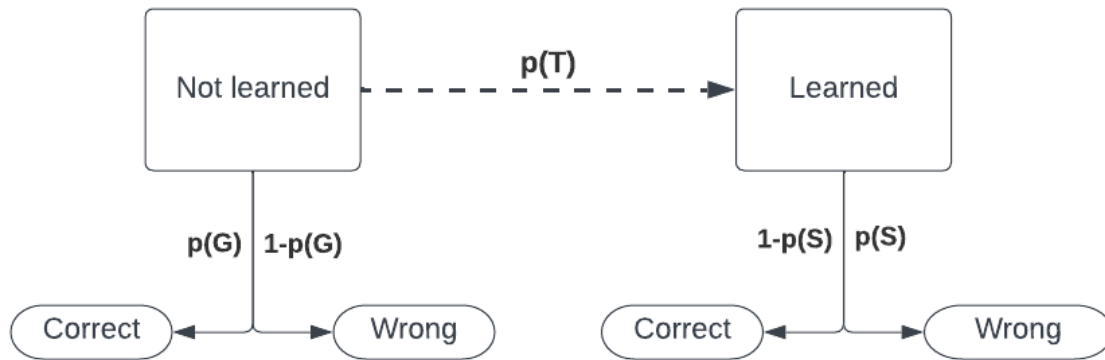 Not learned
p(T)
Learned
p(G)
1-p(G)
1-p(S)
p(S)
Correct
Wrong
Correct
Wrong